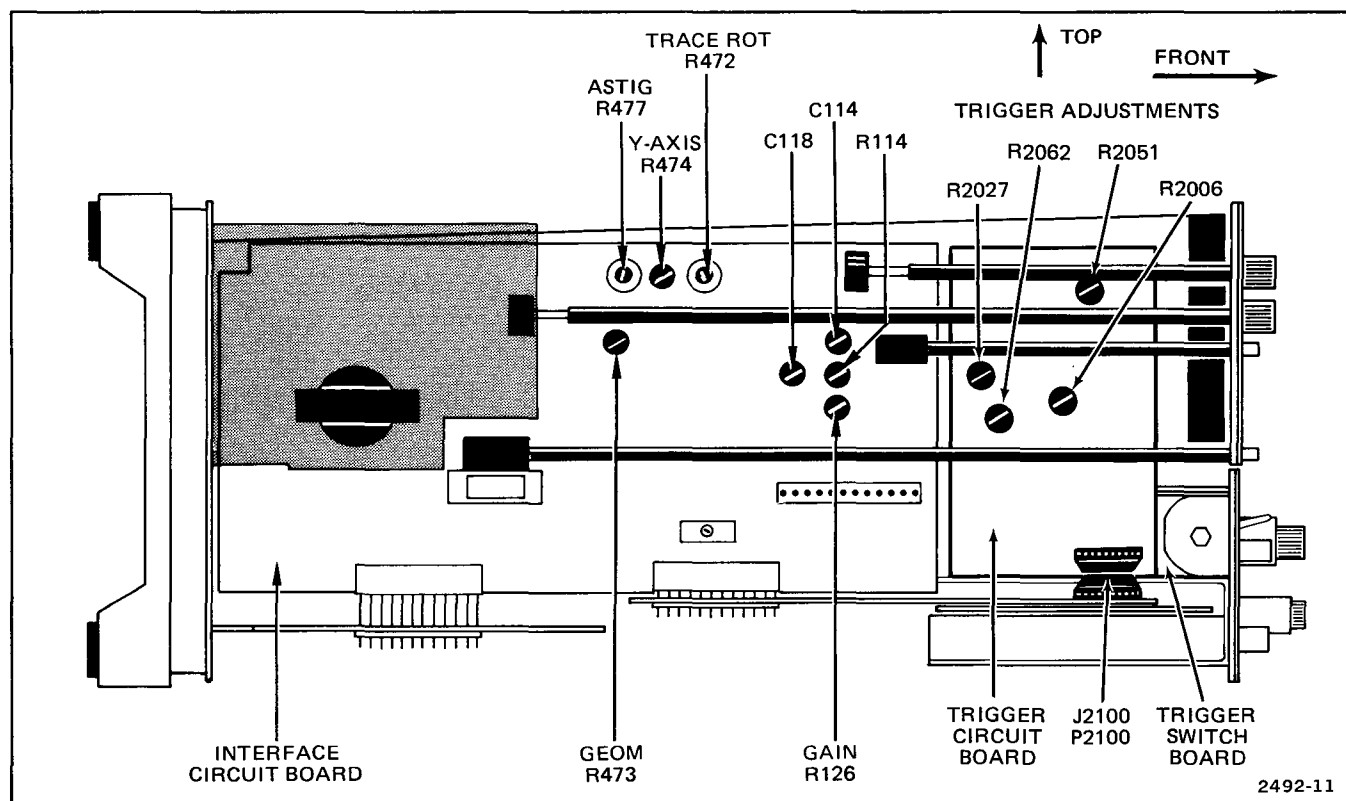 TRACE ROT
R472
TOP
FRONT
ASTIG
R477
C114
TRIGGER ADJUSTMENTS
Y-AXIS
R474
C118
R114
R2062
R2051
R2027
R2006
INTERFACE
CIRCUIT BOARD
GEOM
R473
GAIN
R126
TRIGGER
CIRCUIT
BOARD
J2100
P2100
TRIGGER
SWITCH
BOARD
2492-11